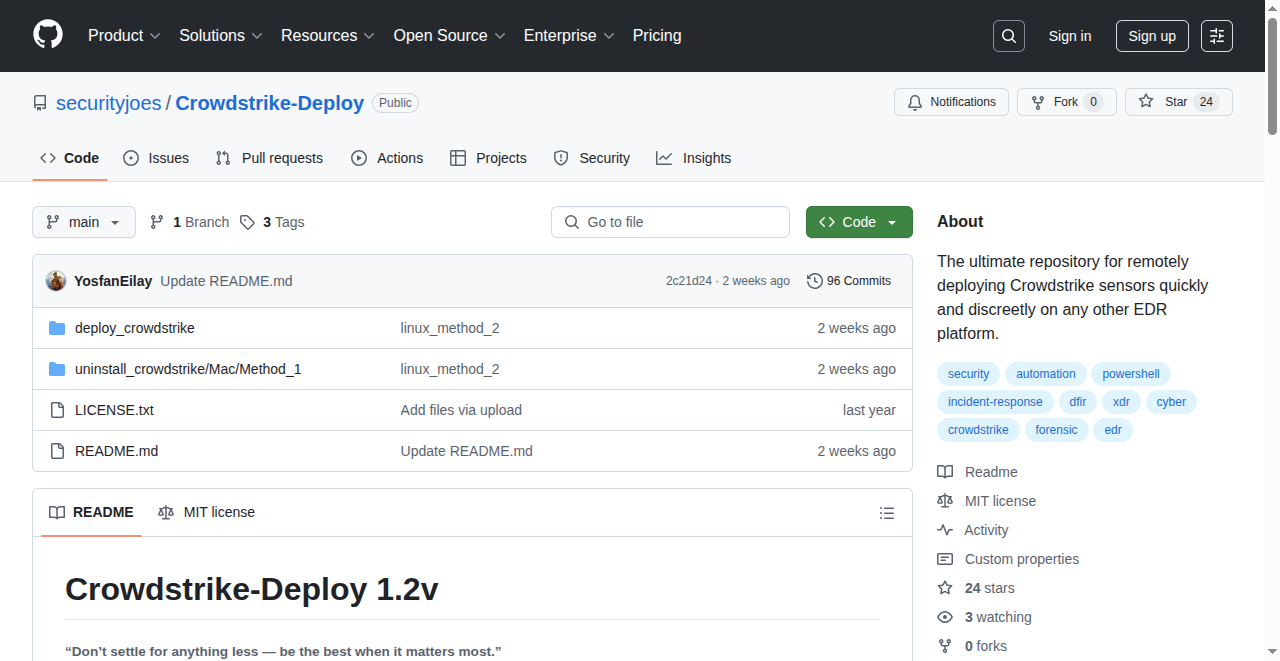 Product Solutions Resources Open Source Enterprise Pricing Sign in Sign up
securityjoes / Crowdstrike-Deploy Public Notifications Fork 0 Star 24
Code Issues Pull requests Actions Projects Security Insights
main 1 Branch 3 Tags Go to file Code
YosfanEilay Update README.md 2c21d24 · 2 weeks ago 96 Commits
deploy_crowdstrike linux_method_2 2 weeks ago
uninstall_crowdstrike/Mac/Method_1 linux_method_2 2 weeks ago
LICENSE.txt Add files via upload last year
README.md Update README.md 2 weeks ago
README MIT license
Crowdstrike-Deploy 1.2v
“Don’t settle for anything less — be the best when it matters most.”
About
The ultimate repository for remotely
deploying Crowdstrike sensors quickly
and discreetly on any other EDR
platform.
security automation powershell
incident-response dfir xdr cyber
crowdstrike forensic edr
Readme
MIT license
Activity
Custom properties
24 stars
3 watching
0 forks